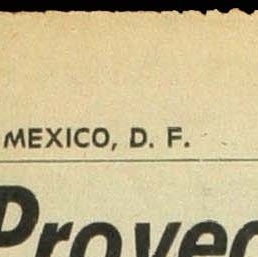 MEXICO, D. F.
Proyec